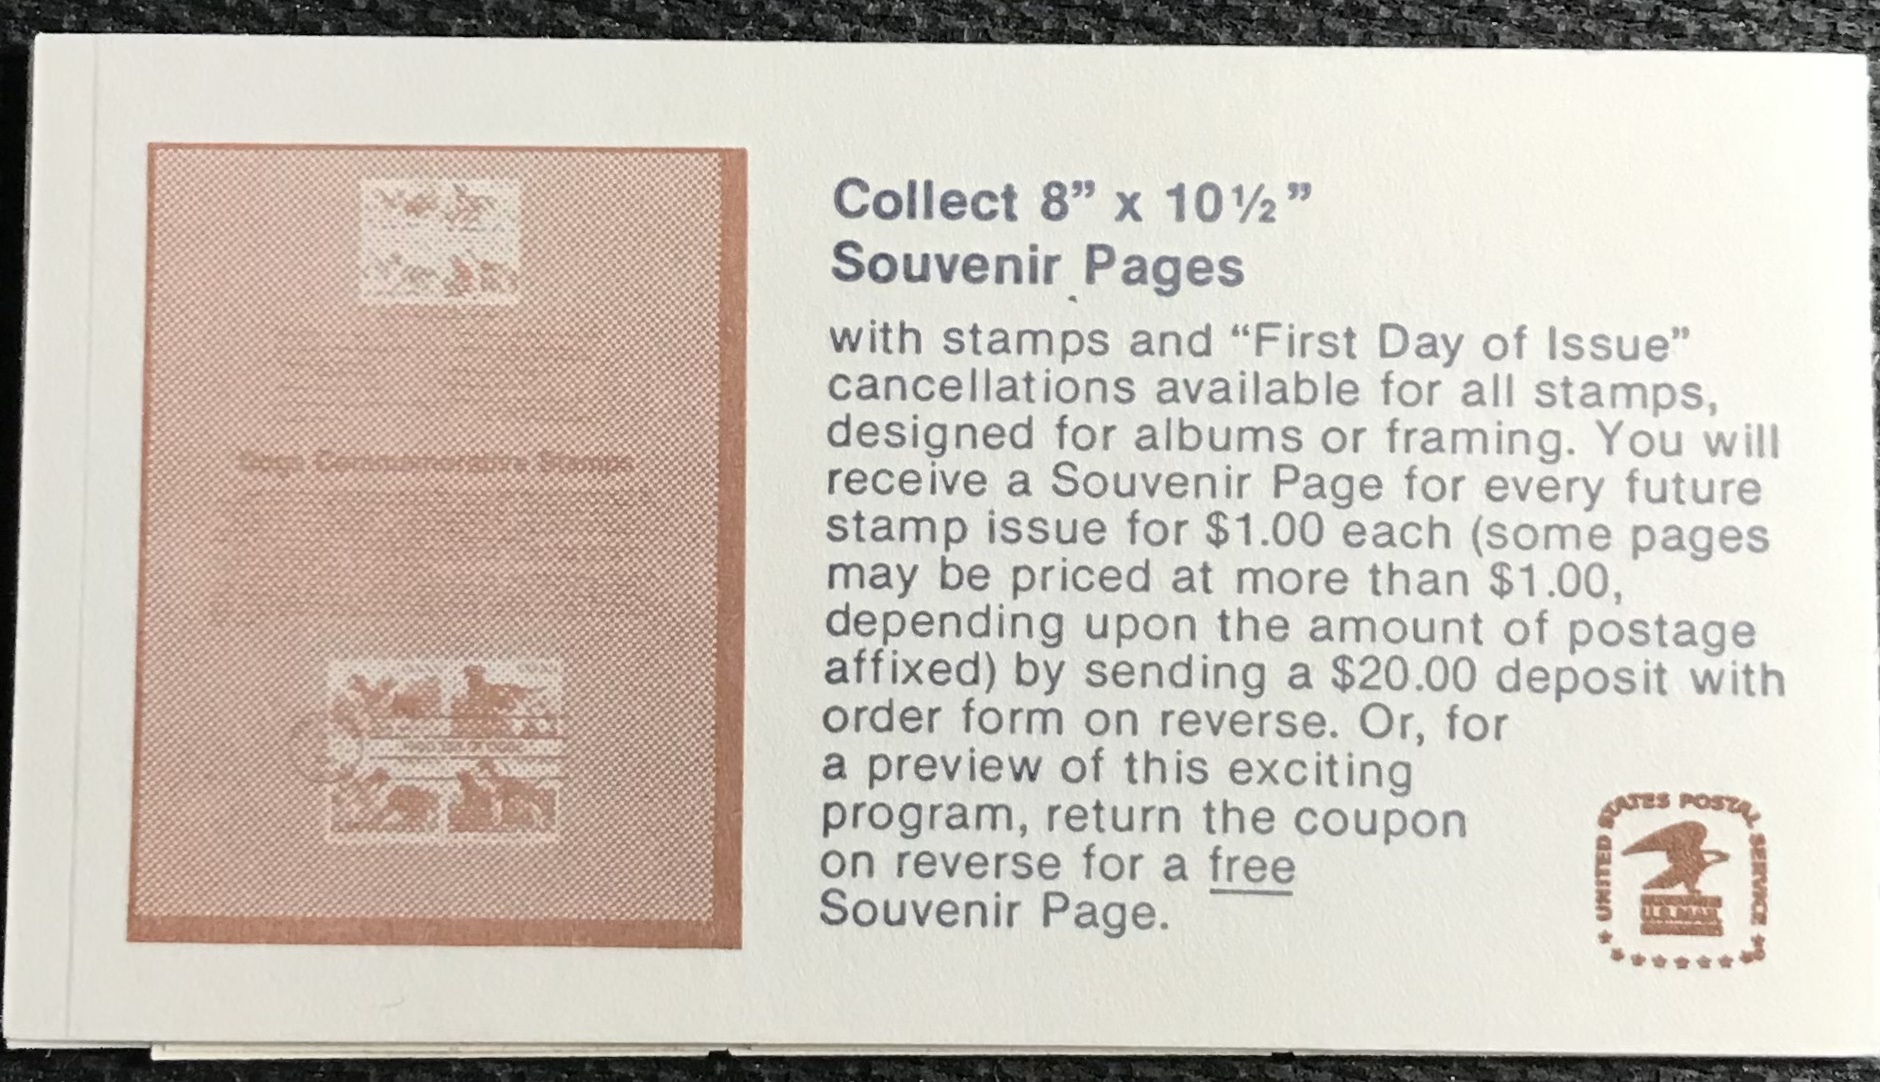 Commemorative Stamps
Collect 8” x 10½”
Souvenir Pages
with stamps and “First Day of Issue”
cancellations available for all stamps,
designed for albums or framing. You will
receive a Souvenir Page for every future
stamp issue for $1.00 each (some pages
may be priced at more than $1.00,
depending upon the amount of postage
affixed) by sending a $20.00 deposit with
order form on reverse. Or, for
a preview of this exciting
program, return the coupon
on reverse for a free
Souvenir Page.
UNITED STATES POSTAL SERVICE
U.S.MAIL